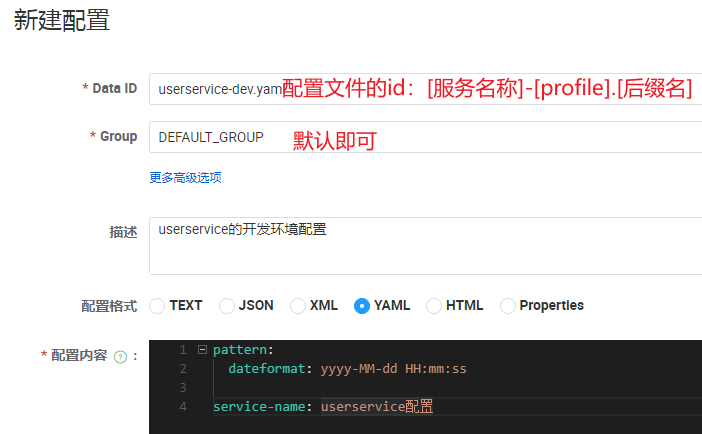 新建配置
* Data ID userservice-dev.yaml配置文件的id：[服务名称]-[profile].[后缀名]
* Group DEFAULT_GROUP 默认即可
更多高级选项
描述 userservice的开发环境配置
配置格式 TEXT JSON XML YAML HTML Properties
* 配置内容 ? : 1 pattern:
2 dateformat: yyyy-MM-dd HH:mm:ss
3
4 service-name: userservice配置